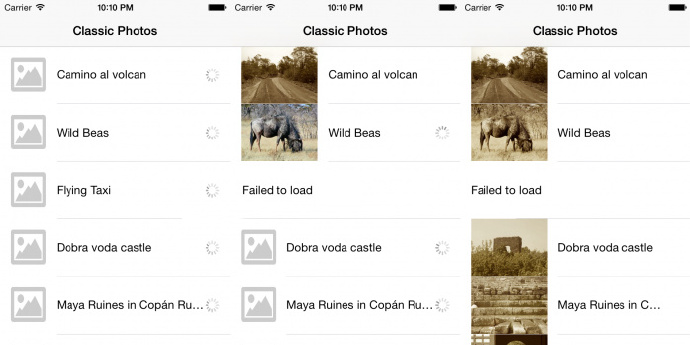 Carrier 10:10 PM
Classic Photos
Camino al volcan
Wild Beas
Flying Taxi
Dobra voda castle
Maya Ruines in Copán Ru...
Carrier 10:10 PM
Classic Photos
Camino al volcan
Wild Beas
Failed to load
Dobra voda castle
Maya Ruines in Copán Ru...
Carrier 10:10 PM
Classic Photos
Camino al volcan
Wild Beas
Failed to load
Dobra voda castle
Maya Ruines in C...